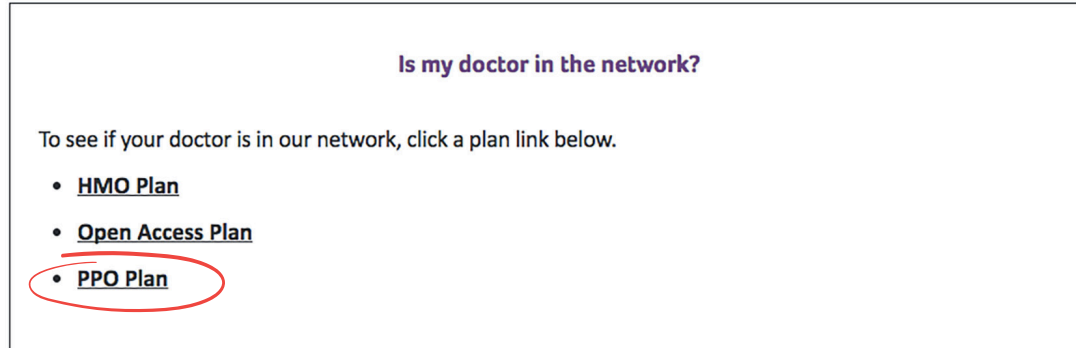 Is my doctor in the network?
To see if your doctor is in our network, click a plan link below.
• HMO Plan
• Open Access Plan
• PPO Plan